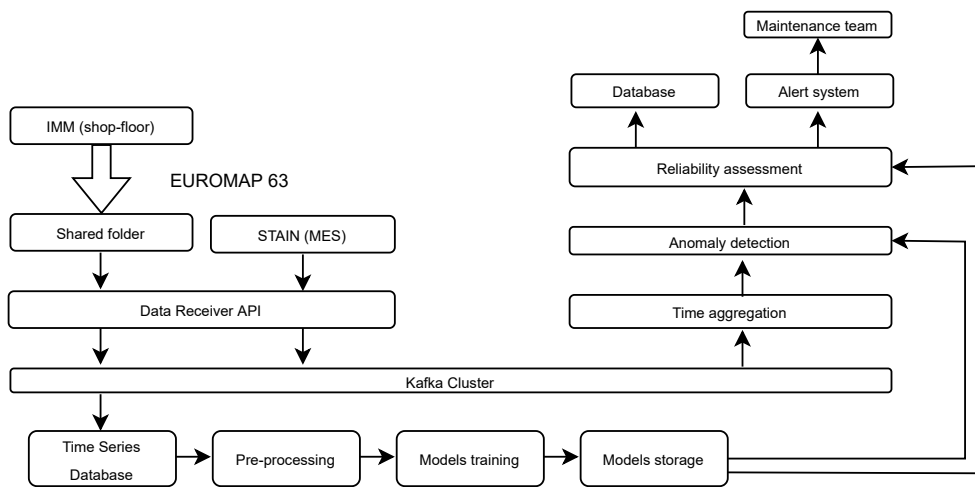 Maintenance team
Database
Alert system
IMM (shop-floor)
Reliability assessment
EUROMAP 63
Shared folder
STAIN (MES)
Anomaly detection
Data Receiver API
Time aggregation
Kafka Cluster
Time Series
Database
Pre-processing
Models training
Models storage